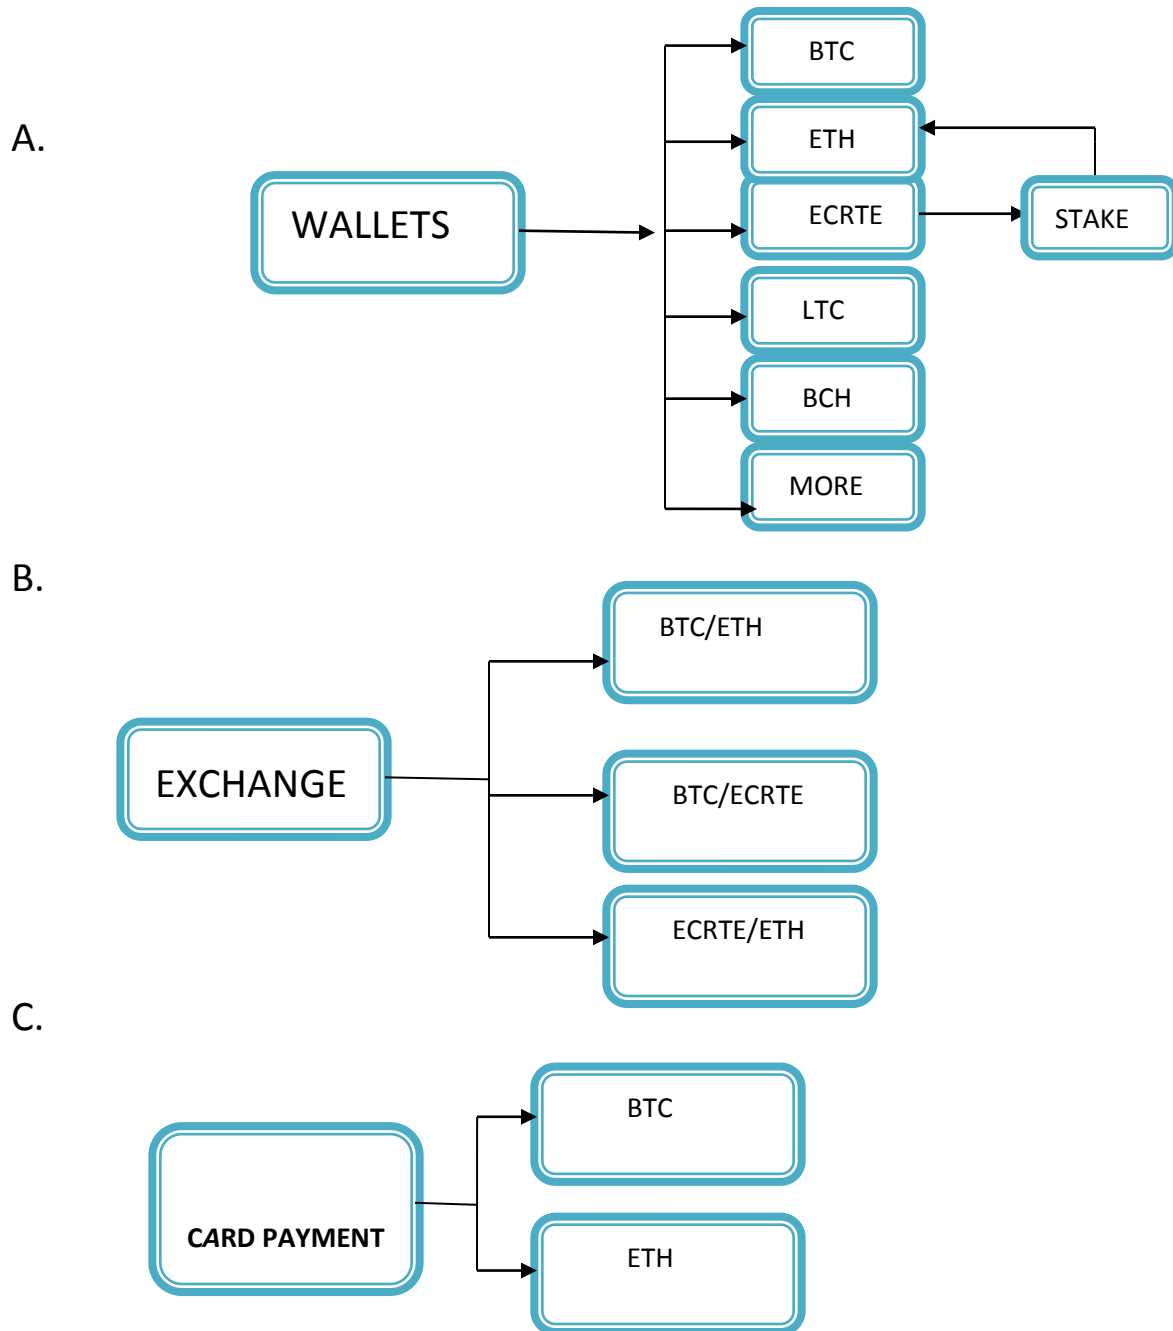 A.
WALLETS
BTC
ETH
ECRTE
STAKE
LTC
BCH
MORE
B.
EXCHANGE
BTC/ETH
BTC/ECRTE
ECRTE/ETH
C.
CARD PAYMENT
BTC
ETH